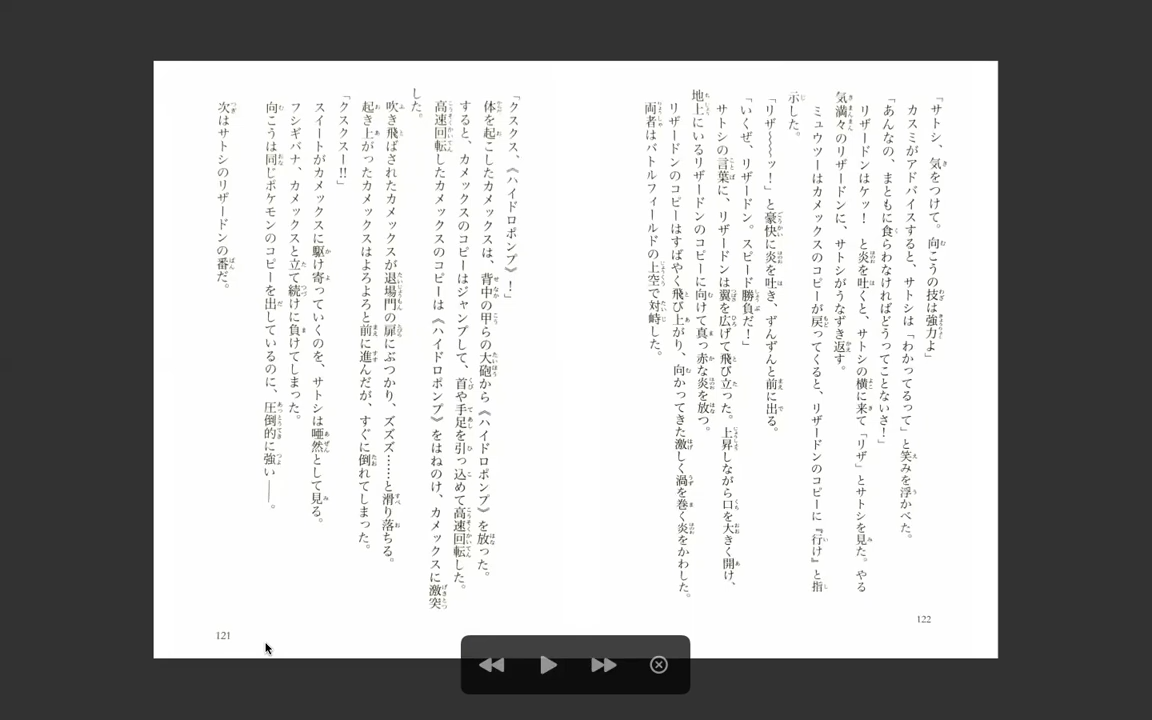 「クスクス、《ハイドロポンプ》！」
体を起こしたカメックスは、背中の甲らの大砲から《ハイドロポンプ》を放った。
すると、カメックスのコピーはジャンプして、首や手足を引っ込めて高速回転した。
高速回転したカメックスのコピーは《ハイドロポンプ》をはねのけ、カメックスに激突
した。
吹き飛ばされたカメックスが退場門の扉にぶつかり、ズズズ……と滑り落ちる。
起き上がったカメックスはよろよろと前に進んだが、すぐに倒れてしまった。
「クスクスー!!」
スイートがカメックスに駆け寄っていくのを、サトシは唖然として見る。
フシギバナ、カメックスと立て続けに負けてしまった。
向こうは同じポケモンのコピーを出しているのに、圧倒的に強い――。
次はサトシのリザードンの番だ。
121
「サトシ、気をつけて。向こうの技は強力よ」
カスミがアドバイスすると、サトシは「わかってるって」と笑みを浮かべた。
「あんなの、まともに食らわなければどうってことないさ！」
リザードンはケッ！　と炎を吐くと、サトシの横に来て「リザ」とサトシを見た。やる
気満々のリザードンに、サトシがうなずき返す。
ミュウツーはカメックスのコピーが戻ってくると、リザードンのコピーに『行け』と指
示した。
「リザ〜〜〜ッ！」と豪快に炎を吐き、ずんずんと前に出る。
「いくぜ、リザードン。スピード勝負だ！」
サトシの言葉に、リザードンは翼を広げて飛び立った。上昇しながら口を大きく開け、
地上にいるリザードンのコピーに向けて真っ赤な炎を放つ。
リザードンのコピーはすばやく飛び上がり、向かってきた激しく渦を巻く炎をかわした。
両者はバトルフィールドの上空で対峙した。
122